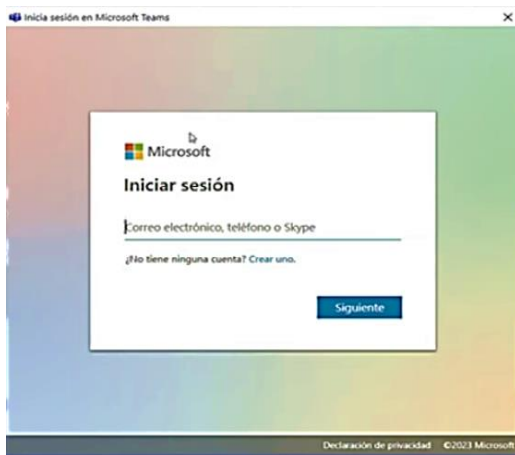 Inicia sesión en Microsoft Teams
Microsoft
Iniciar sesión
Correo electrónico, teléfono o Skype
¿No tiene ninguna cuenta? Crear uno.
Siguiente
Declaración de privacidad ©2023 Microsoft